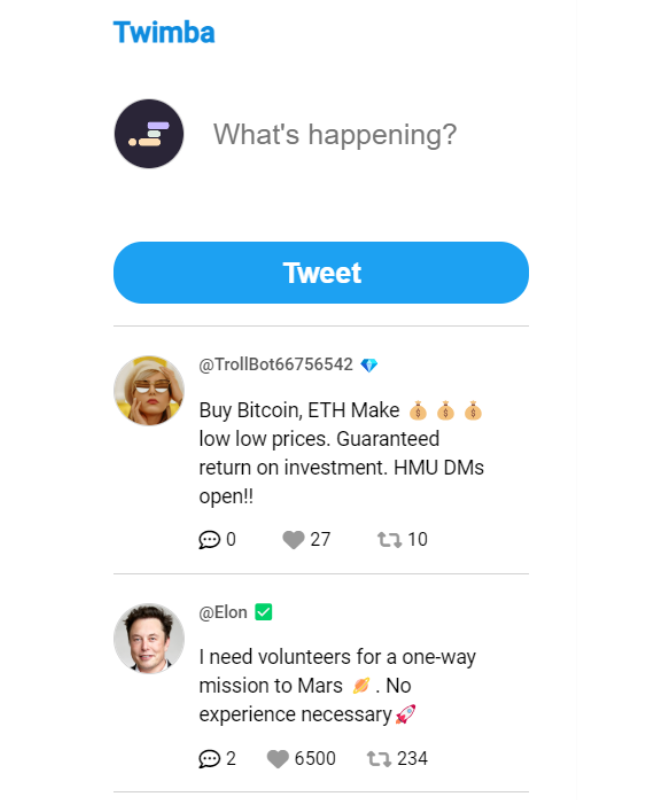 Twimba
What's happening?
Tweet
@TrollBot66756542 💎
Buy Bitcoin, ETH Make 💰 💰 💰
low low prices. Guaranteed
return on investment. HMU DMs
open!!
0 27 10
@Elon ✅
I need volunteers for a one-way
mission to Mars 🪐 . No
experience necessary🚀
2 6500 234